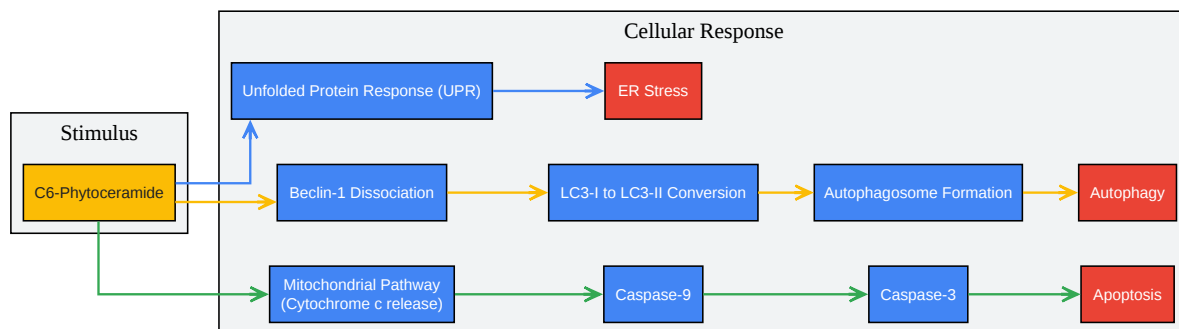 Cellular Response
Unfolded Protein Response (UPR)
ER Stress
Stimulus
C6-Phytoceramide
Beclin-1 Dissociation
LC3-I to LC3-II Conversion
Autophagosome Formation
Autophagy
Mitochondrial Pathway
(Cytochrome c release)
Caspase-9
Caspase-3
Apoptosis